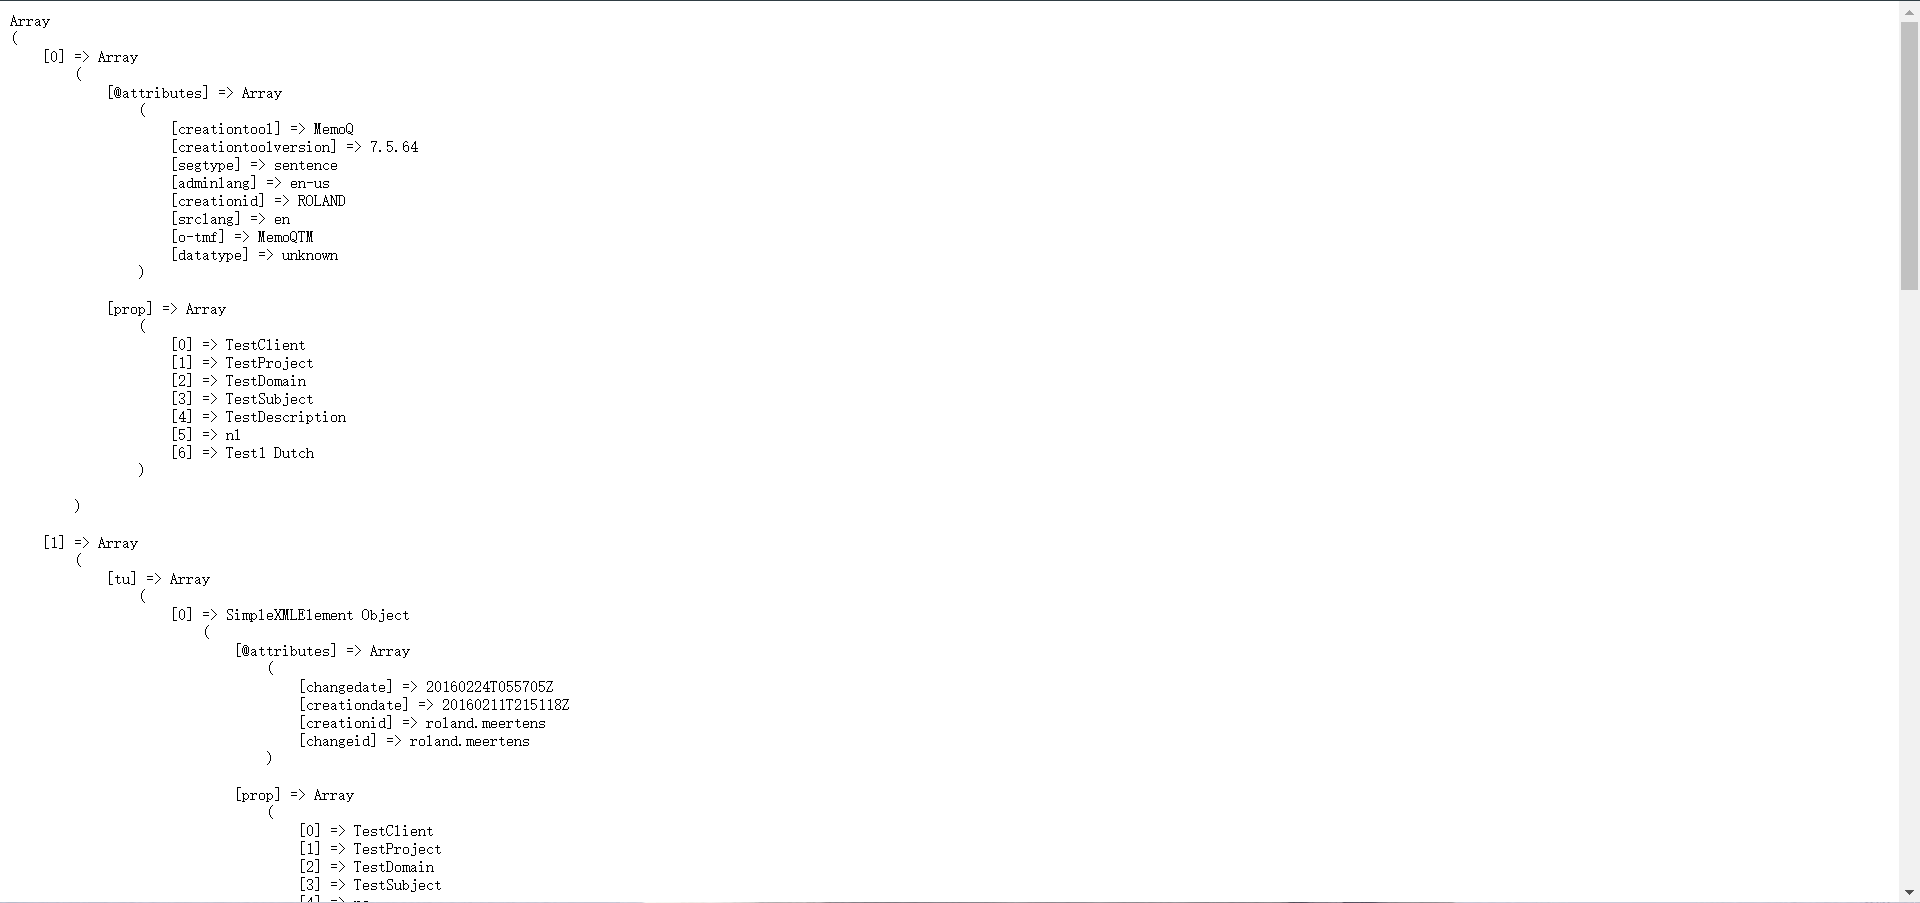 Array
(
    [0] => Array
        (
            [@attributes] => Array
                (
                    [creationtool] => MemoQ
                    [creationtoolversion] => 7.5.64
                    [segtype] => sentence
                    [adminlang] => en-us
                    [creationid] => ROLAND
                    [srclang] => en
                    [o-tmf] => MemoQTM
                    [datatype] => unknown
                )
            [prop] => Array
                (
                    [0] => TestClient
                    [1] => TestProject
                    [2] => TestDomain
                    [3] => TestSubject
                    [4] => TestDescription
                    [5] => nl
                    [6] => Test1 Dutch
                )
        )
    [1] => Array
        (
            [tu] => Array
                (
                    [0] => SimpleXMLElement Object
                        (
                            [@attributes] => Array
                                (
                                    [changedate] => 20160224T055705Z
                                    [creationdate] => 20160211T215118Z
                                    [creationid] => roland.meertens
                                    [changeid] => roland.meertens
                                )
                            [prop] => Array
                                (
                                    [0] => TestClient
                                    [1] => TestProject
                                    [2] => TestDomain
                                    [3] => TestSubject
                                    [4] =>